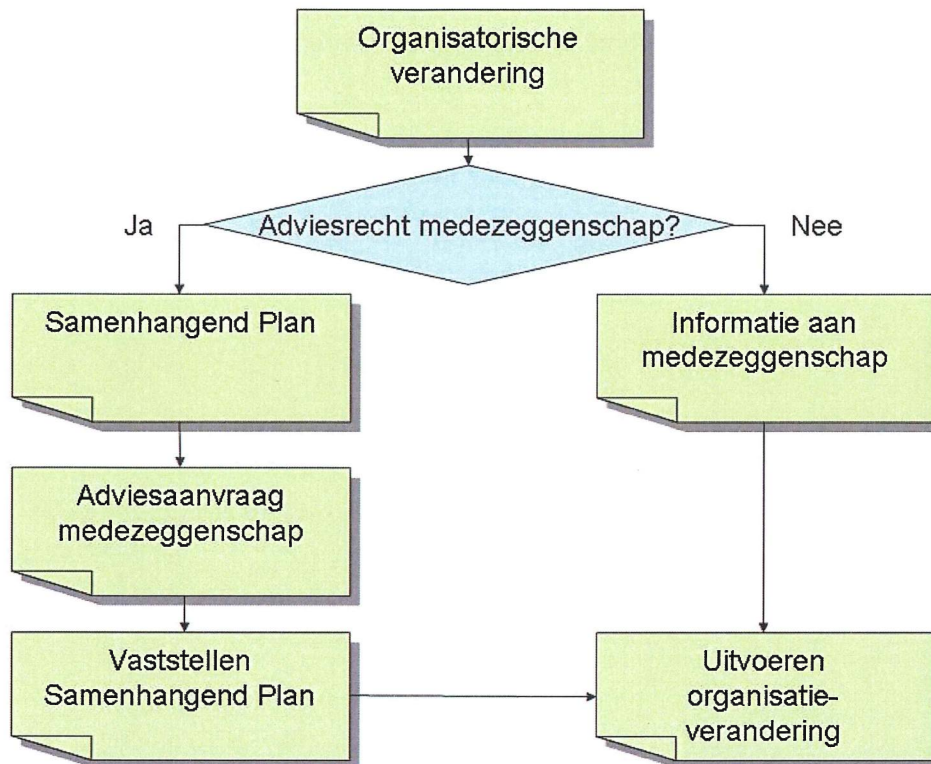 Organisatorische
verandering
Adviesrecht medezeggenschap?
Ja
Nee
Samenhangend Plan
Informatie aan
medezeggenschap
Adviesaanvraag
medezeggenschap
Vaststellen
Samenhangend Plan
Uitvoeren
organisatie-
verandering